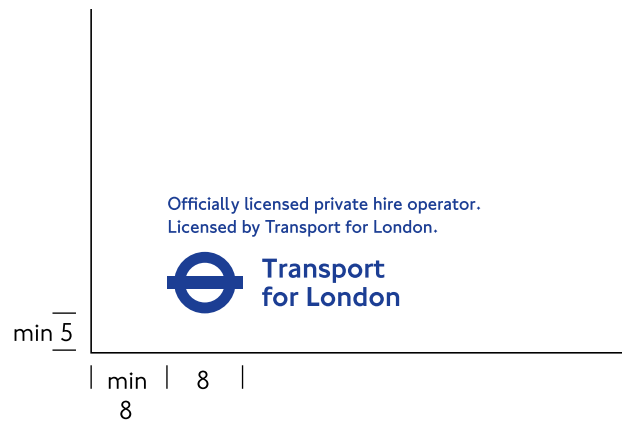 Officially licensed private hire operator.
Licensed by Transport for London.
Transport
for London
min 5
min 8
8